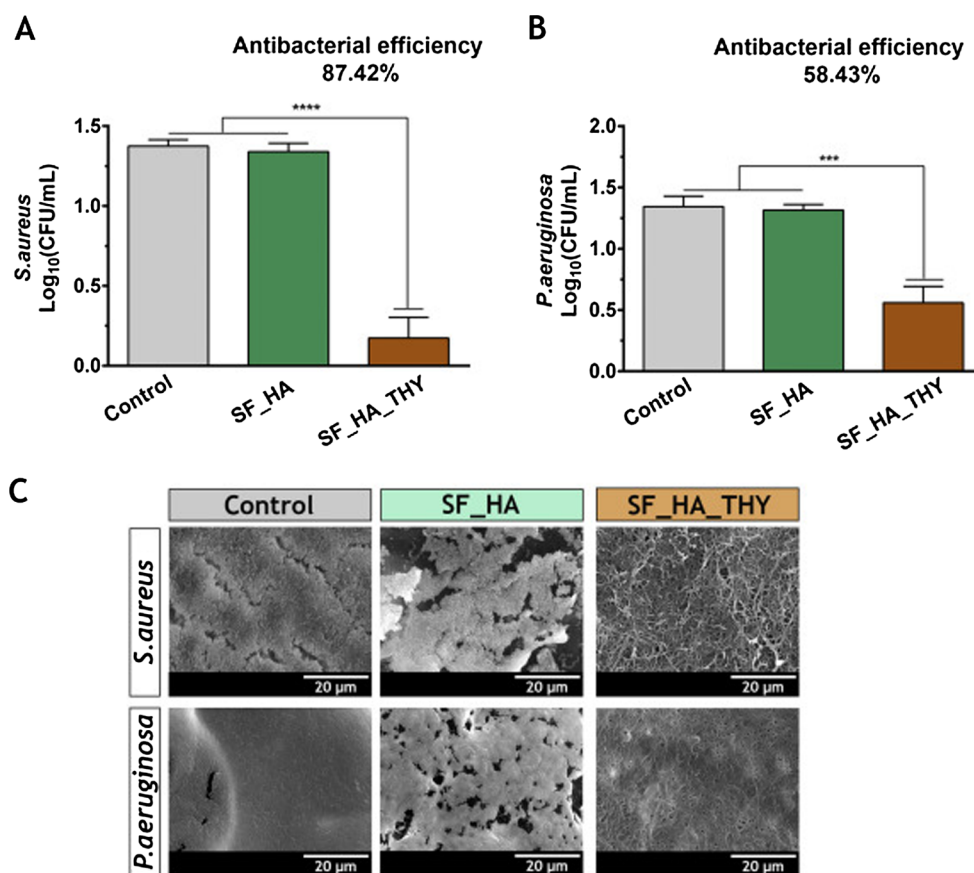 A
Antibacterial efficiency
87.42%
****
1.5
1.0
0.5
0.0
S.aureus
Log₁₀(CFU/mL)
Control
SF_HA
SF_HA_THY
B
Antibacterial efficiency
58.43%
***
2.0
1.5
1.0
0.5
0.0
P.aeruginosa
Log₁₀(CFU/mL)
Control
SF_HA
SF_HA_THY
C
Control
SF_HA
SF_HA_THY
S.aureus
20 µm
20 µm
20 µm
P.aeruginosa
20 µm
20 µm
20 µm